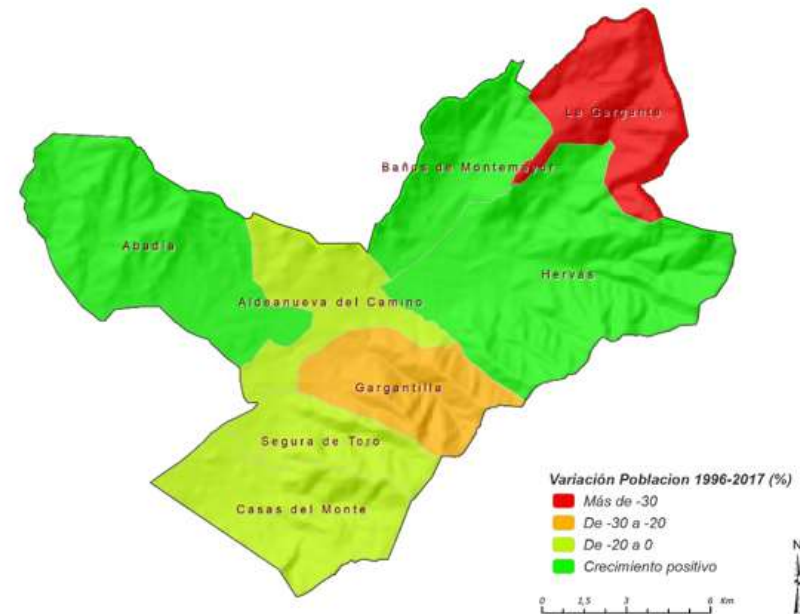 La Garganta
Baños de Montemayor
Abadía
Hervás
Aldeanueva del Camino
Gargantilla
Segura de Toro
Casas del Monte
Variación Poblacion 1996-2017 (%)
Más de -30
De -30 a -20
De -20 a 0
Crecimiento positivo
N
0 1,5 3 6 Km